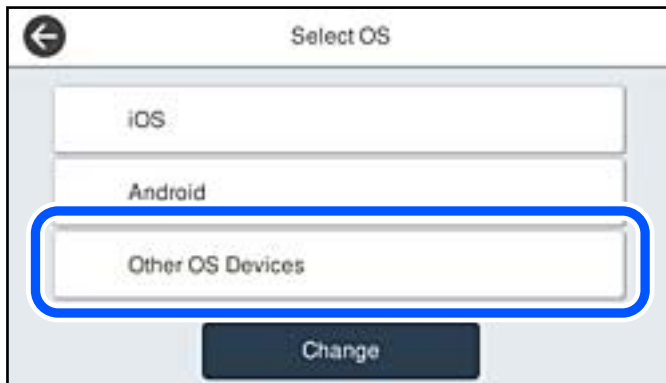 Select OS
iOS
Android
Other OS Devices
Change